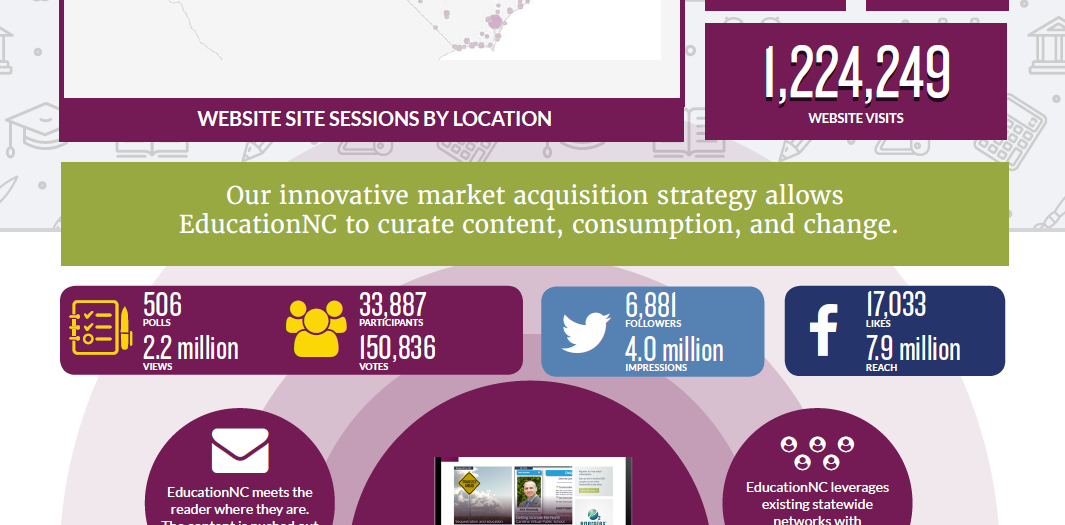 1,224,249
WEBSITE VISITS
WEBSITE SITE SESSIONS BY LOCATION
Our innovative market acquisition strategy allows
EducationNC to curate content, consumption, and change.
506
POLLS
2.2 million
VIEWS
33,887
PARTICIPANTS
150,836
VOTES
6,881
FOLLOWERS
4.0 million
IMPRESSIONS
17,033
LIKES
7.9 million
REACH
EducationNC meets the
reader where they are.
The content is pushed out
EducationNC leverages
existing statewide
networks with